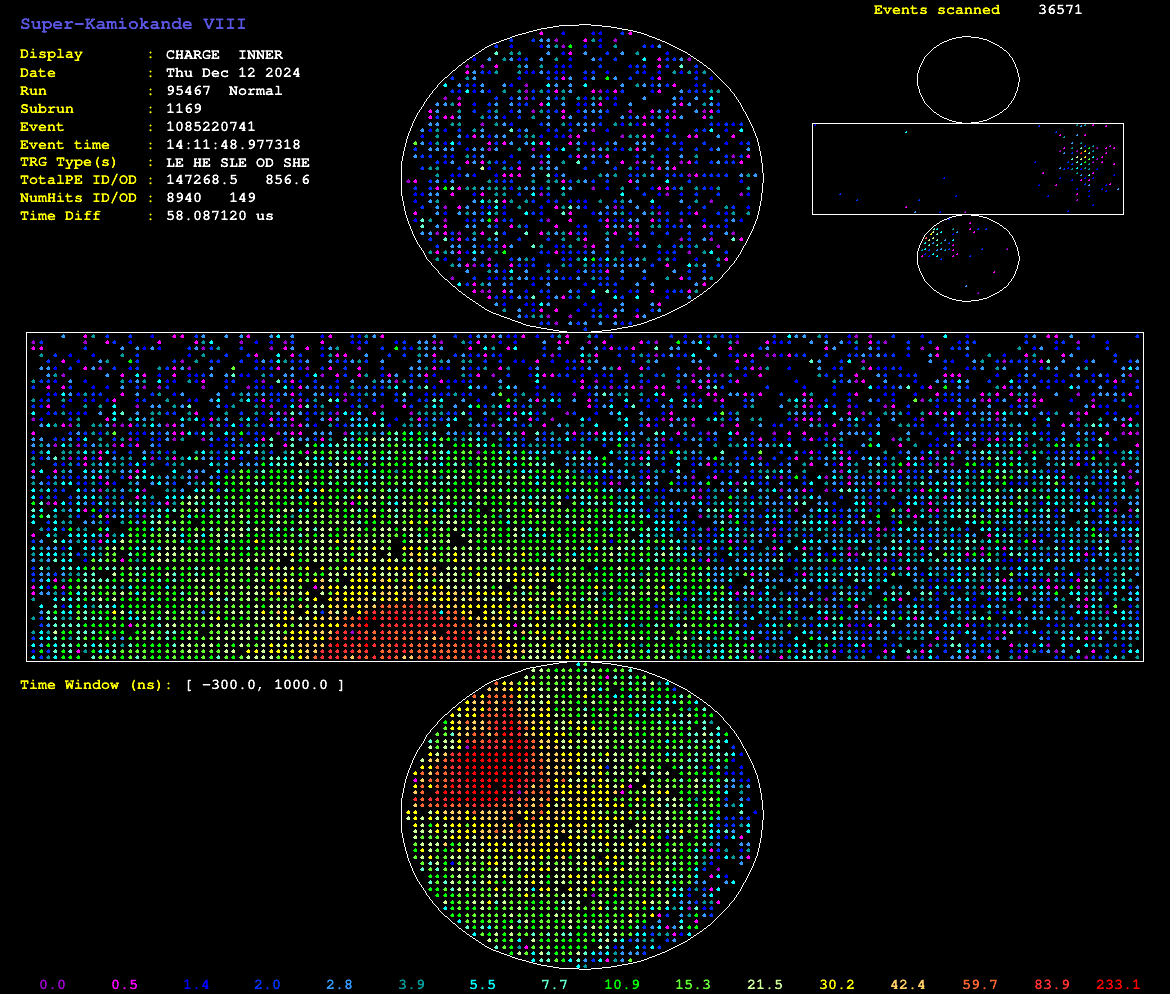 Super-Kamiokande VIII
Events scanned 36571
Display : CHARGE INNER
Date : Thu Dec 12 2024
Run : 95467 Normal
Subrun : 1169
Event : 1085220741
Event time : 14:11:48.977318
TRG Type(s) : LE HE SLE OD SHE
TotalPE ID/OD : 147268.5 856.6
NumHits ID/OD : 8940 149
Time Diff : 58.087120 us
Time Window (ns): [ −300.0, 1000.0 ]
0.0 0.5 1.4 2.0 2.8 3.9 5.5 7.7 10.9 15.3 21.5 30.2 42.4 59.7 83.9 233.1